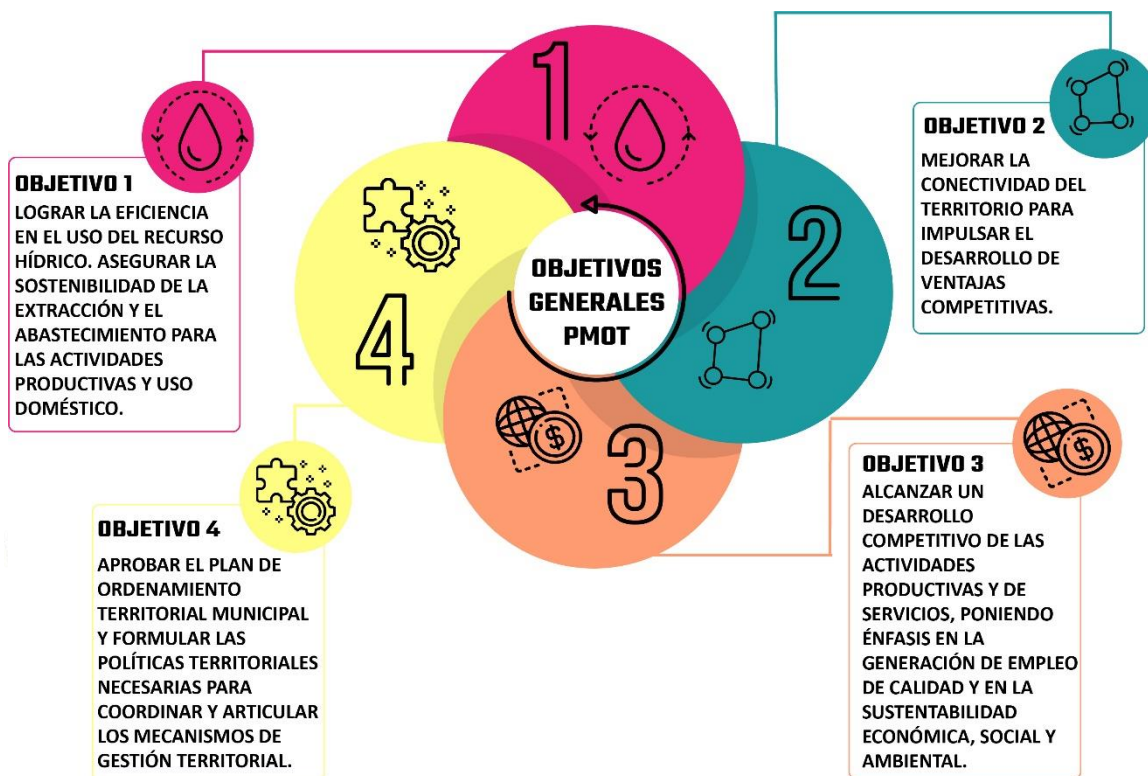 1
2
3
4
OBJETIVOS
GENERALES
PMOT
OBJETIVO 1
LOGRAR LA EFICIENCIA
EN EL USO DEL RECURSO
HÍDRICO. ASEGURAR LA
SOSTENIBILIDAD DE LA
EXTRACCIÓN Y EL
ABASTECIMIENTO PARA
LAS ACTIVIDADES
PRODUCTIVAS Y USO
DOMÉSTICO.
OBJETIVO 2
MEJORAR LA
CONECTIVIDAD DEL
TERRITORIO PARA
IMPULSAR EL
DESARROLLO DE
VENTAJAS
COMPETITIVAS.
$
$
OBJETIVO 3
ALCANZAR UN
DESARROLLO
COMPETITIVO DE LAS
ACTIVIDADES
PRODUCTIVAS Y DE
SERVICIOS, PONIENDO
ÉNFASIS EN LA
GENERACIÓN DE EMPLEO
DE CALIDAD Y EN LA
SUSTENTABILIDAD
ECONÓMICA, SOCIAL Y
AMBIENTAL.
OBJETIVO 4
APROBAR EL PLAN DE
ORDENAMIENTO
TERRITORIAL MUNICIPAL
Y FORMULAR LAS
POLÍTICAS TERRITORIALES
NECESARIAS PARA
COORDINAR Y ARTICULAR
LOS MECANISMOS DE
GESTIÓN TERRITORIAL.